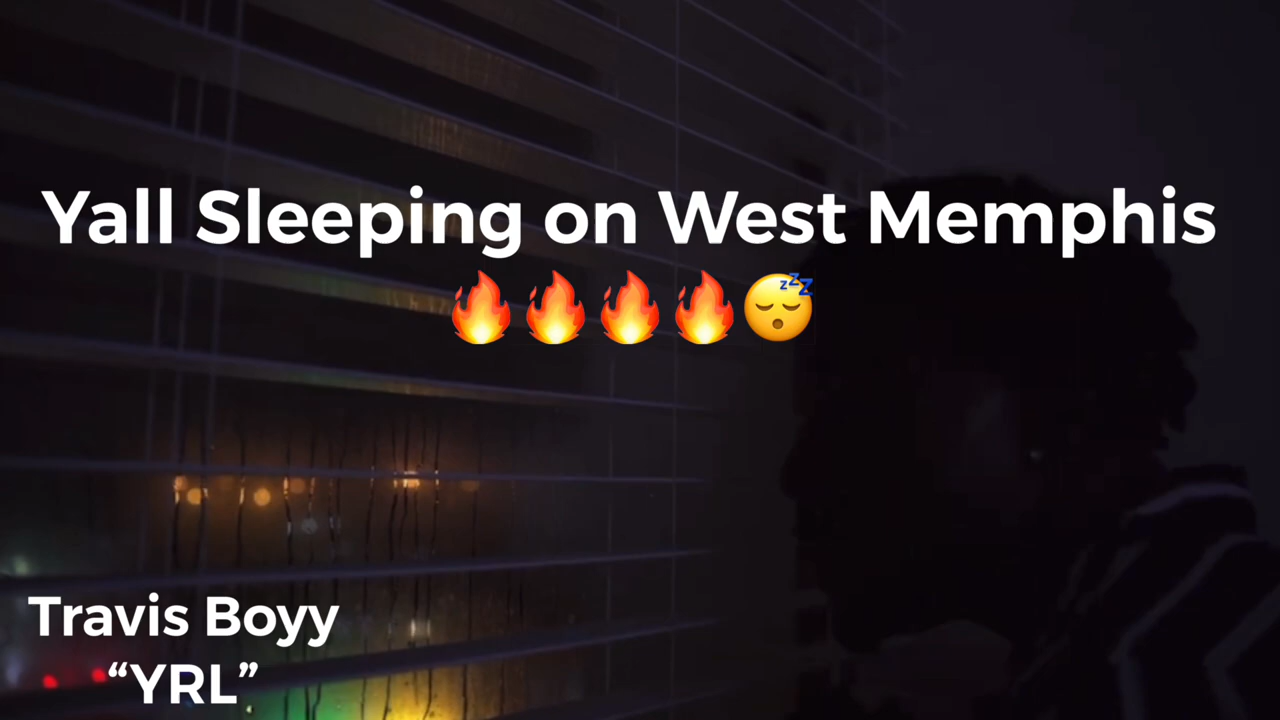 Yall Sleeping on West Memphis
🔥🔥🔥🔥😴
Travis Boyy
“YRL”